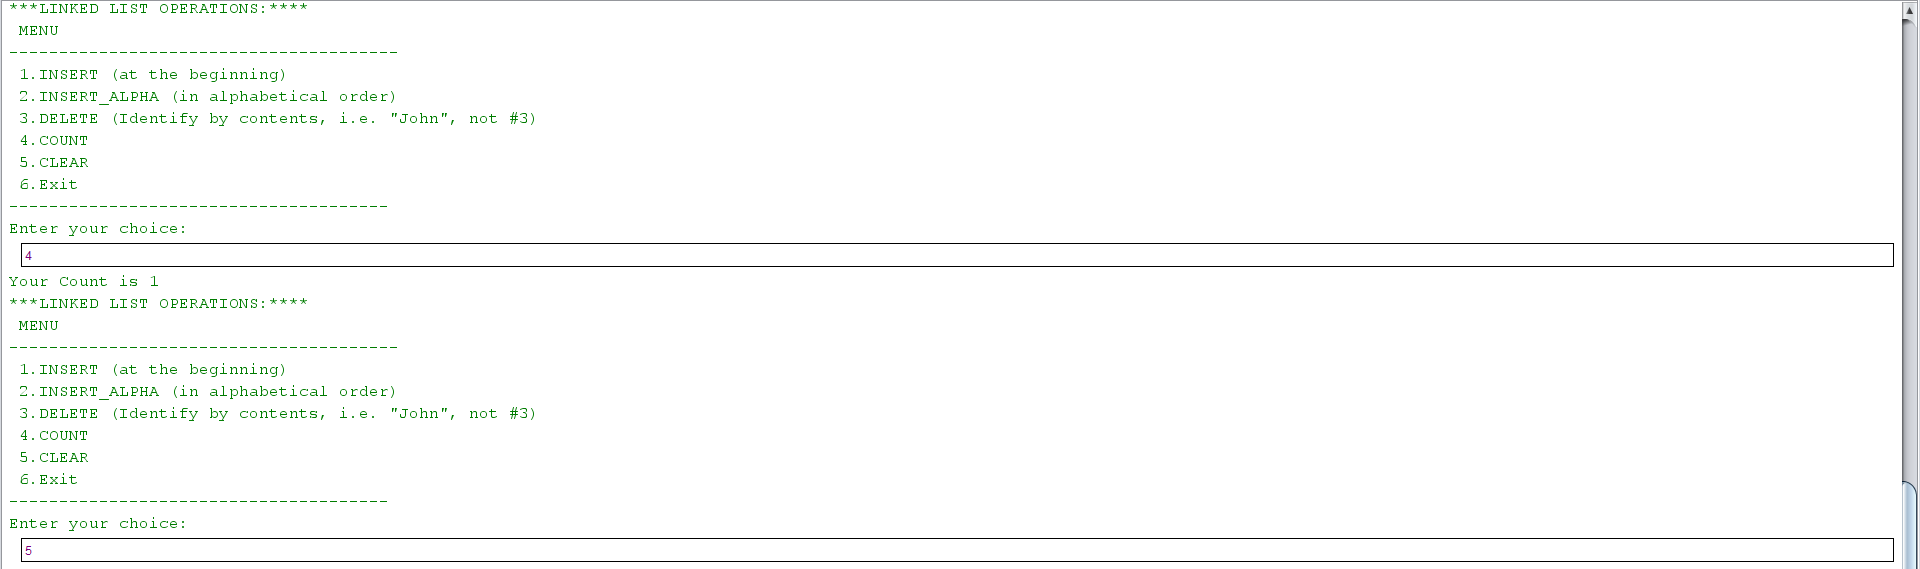 ***LINKED LIST OPERATIONS:****
MENU
---------------------------------------
1.INSERT (at the beginning)
2.INSERT_ALPHA (in alphabetical order)
3.DELETE (Identify by contents, i.e. "John", not #3)
4.COUNT
5.CLEAR
6.Exit
--------------------------------------
Enter your choice:
4
Your Count is 1
***LINKED LIST OPERATIONS:****
MENU
---------------------------------------
1.INSERT (at the beginning)
2.INSERT_ALPHA (in alphabetical order)
3.DELETE (Identify by contents, i.e. "John", not #3)
4.COUNT
5.CLEAR
6.Exit
--------------------------------------
Enter your choice:
5